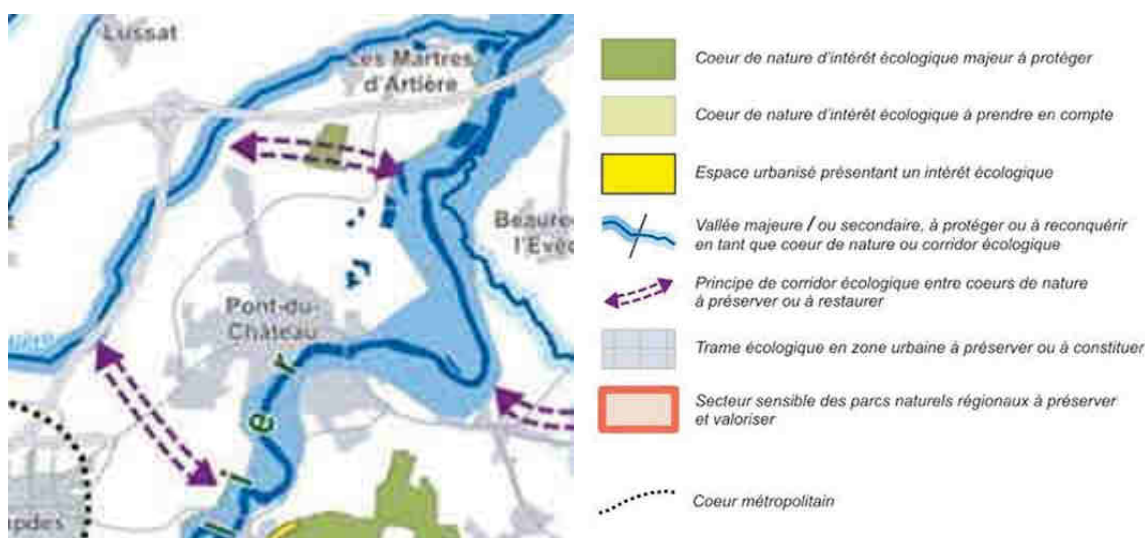 Lussat
Les Martres
d'Artière
Pont-du-
Château
Coeur de nature d'intérêt écologique majeur à protéger
Coeur de nature d'intérêt écologique à prendre en compte
Espace urbanisé présentant un intérêt écologique
Vallée majeure / ou secondaire, à protéger ou à reconquérir
en tant que coeur de nature ou corridor écologique
Principe de corridor écologique entre coeurs de nature
à préserver ou à restaurer
Trame écologique en zone urbaine à préserver ou à constituer
Secteur sensible des parcs naturels régionaux à préserver
et valoriser
Coeur métropolitain